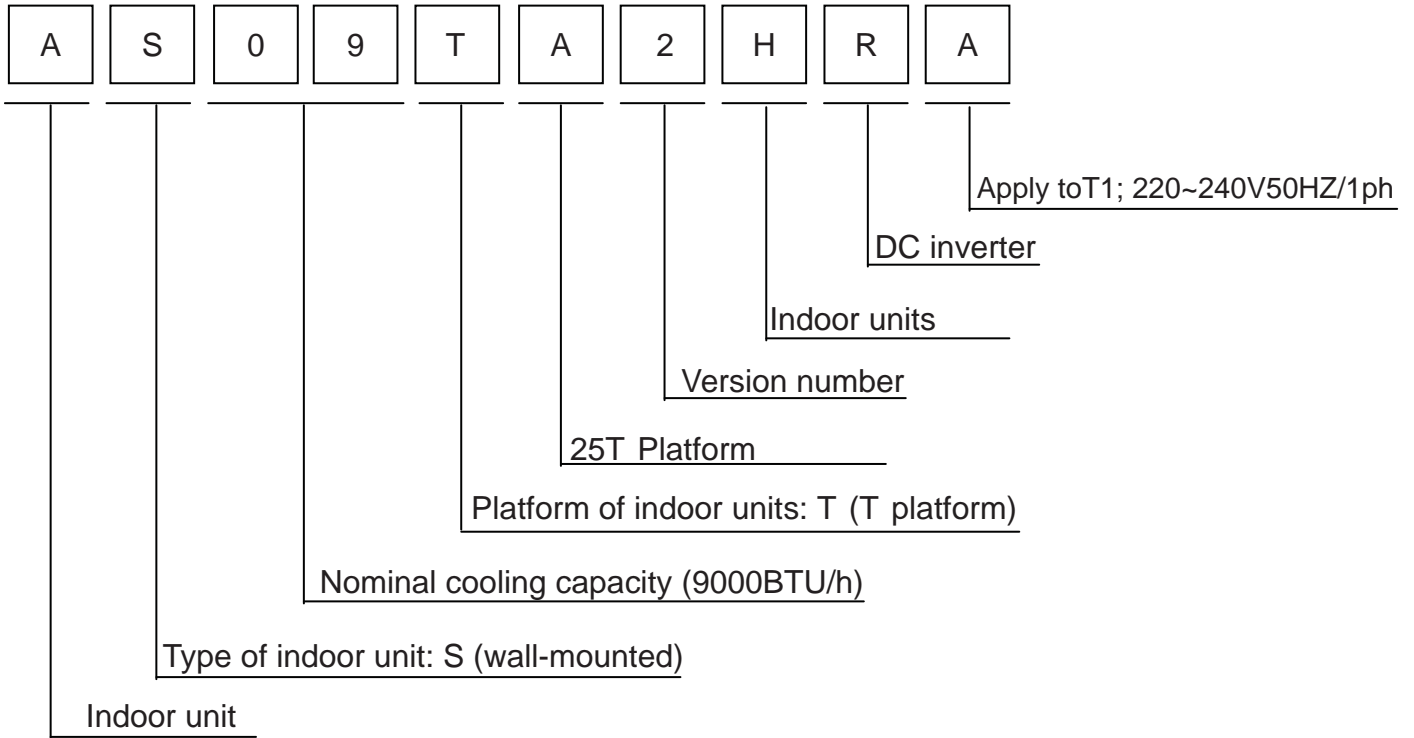 A S 0 9 T A 2 H R A
Apply toT1; 220~240V50HZ/1ph
DC inverter
Indoor units
Version number
25T Platform
Platform of indoor units: T (T platform)
Nominal cooling capacity (9000BTU/h)
Type of indoor unit: S (wall-mounted)
Indoor unit